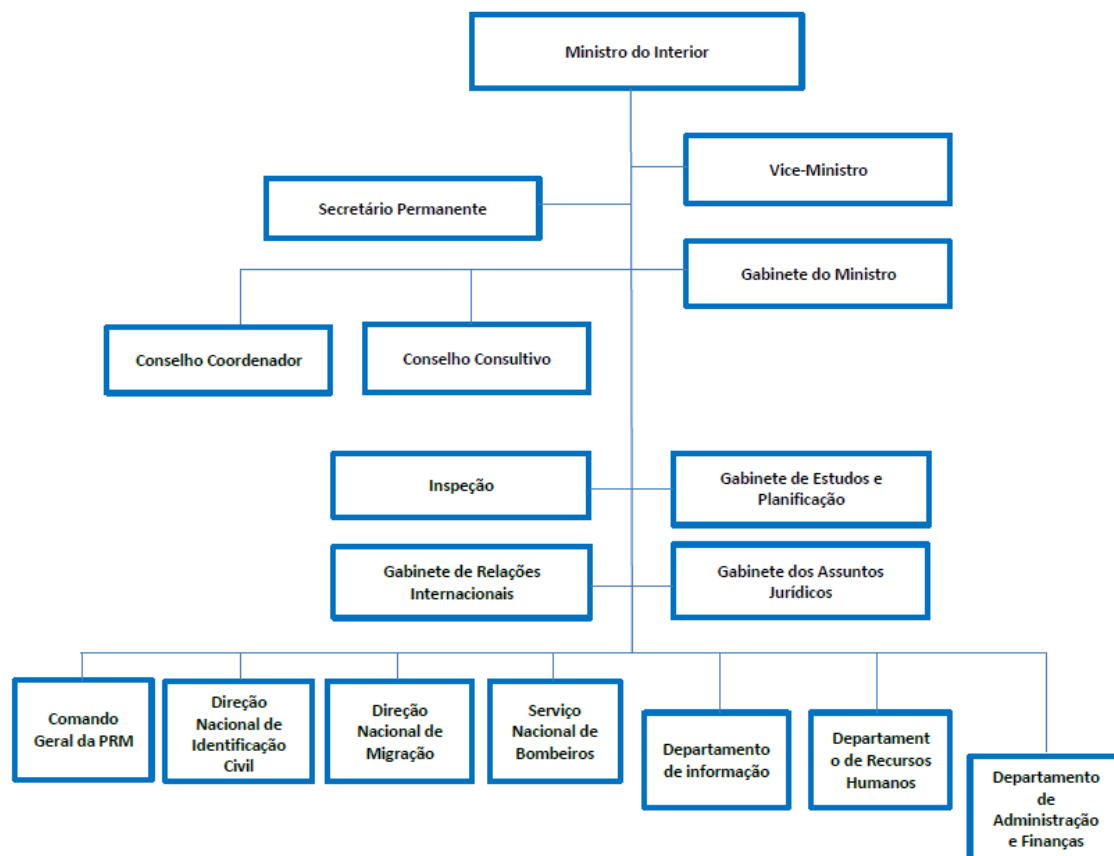 Ministro do Interior
Vice-Ministro
Secretário Permanente
Gabinete do Ministro
Conselho Coordenador
Conselho Consultivo
Inspeção
Gabinete de Estudos e
Planificação
Gabinete de Relações
Internacionais
Gabinete dos Assuntos
Jurídicos
Comando
Geral da PRM
Direção
Nacional de
Identificação
Civil
Direção
Nacional de
Migração
Serviço
Nacional de
Bombeiros
Departamento
de informação
Departament
o de Recursos
Humanos
Departamento
de
Administração
e Finanças